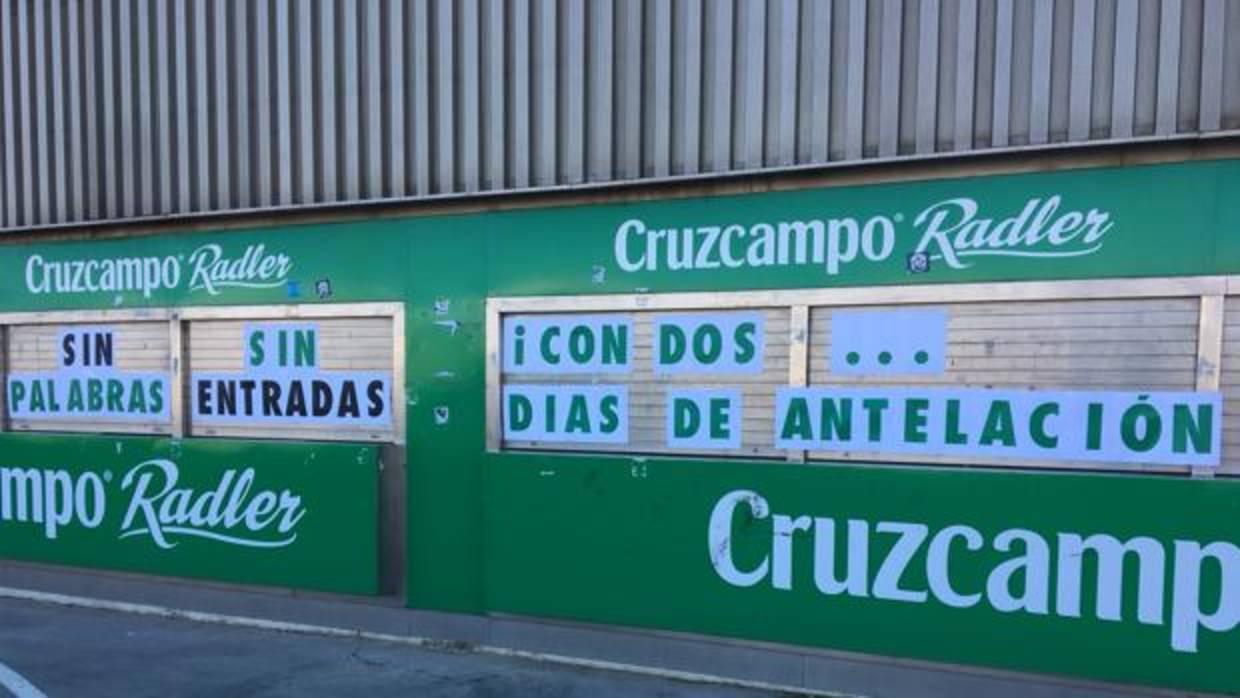 Cruzcampo Radler
Cruzcampo Radler
SIN
PALABRAS
SIN
ENTRADAS
¡CON DOS ...
DIAS DE ANTELACIÓN
mpo Radler
Cruzcamp